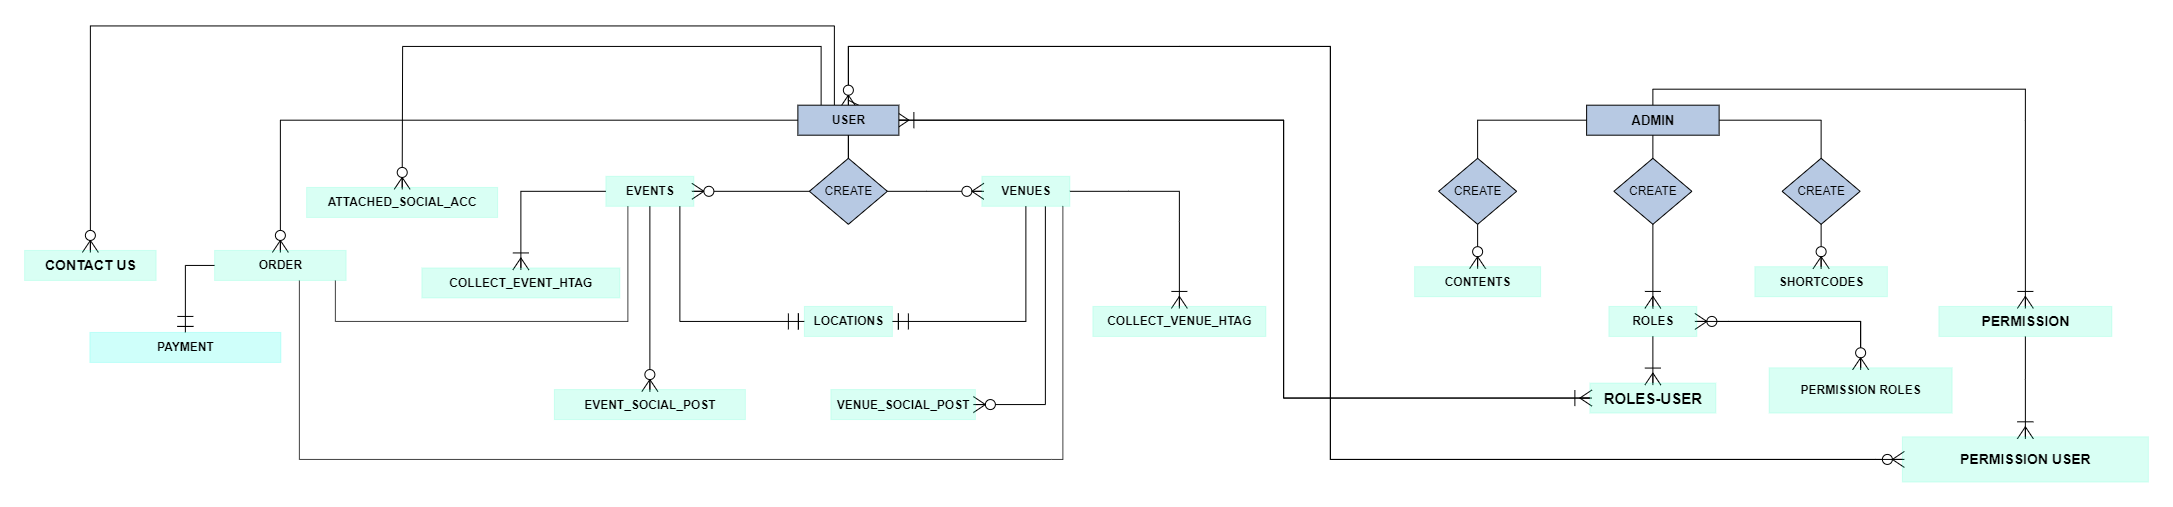 USER
ADMIN
EVENTS
CREATE
VENUES
CREATE
CREATE
CREATE
ATTACHED_SOCIAL_ACC
CONTACT US
ORDER
COLLECT_EVENT_HTAG
CONTENTS
SHORTCODES
LOCATIONS
COLLECT_VENUE_HTAG
ROLES
PERMISSION
PAYMENT
PERMISSION ROLES
EVENT_SOCIAL_POST
VENUE_SOCIAL_POST
ROLES-USER
PERMISSION USER